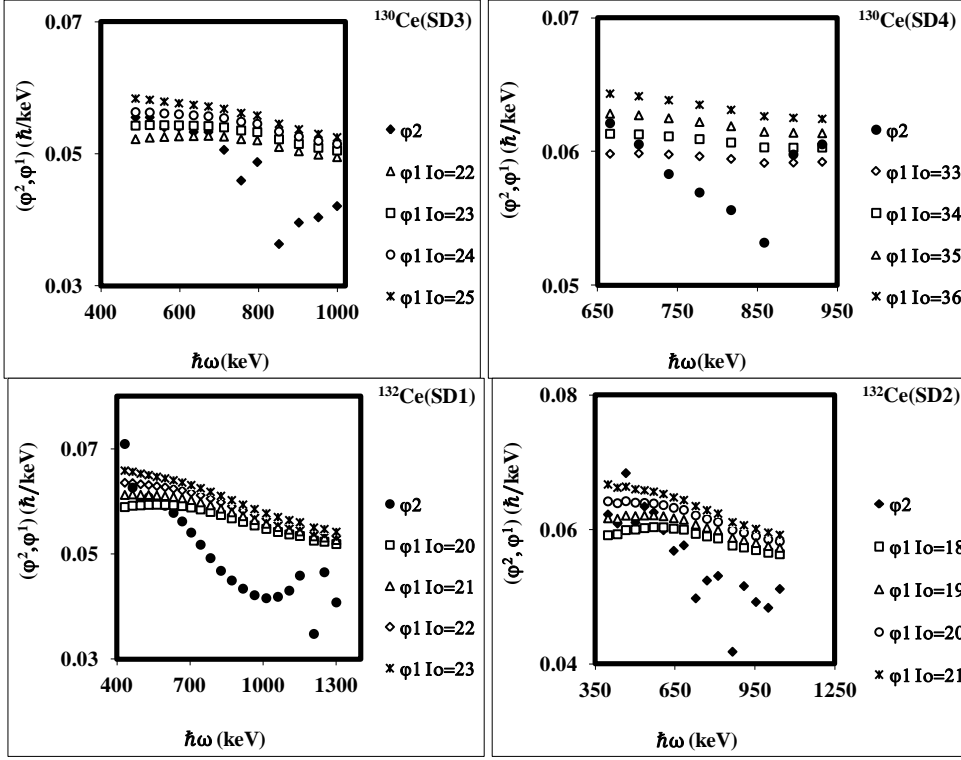 ¹³⁰Ce(SD3)
0.07
0.05
0.03
400 600 800 1000
(φ²,φ¹) (ℏ/keV)
ℏω(keV)
φ2
φ1 Io=22
φ1 Io=23
φ1 Io=24
φ1 Io=25
¹³⁰Ce(SD4)
0.07
0.06
0.05
650 750 850 950
(φ²,φ¹) (ℏ/keV)
ℏω(keV)
φ2
φ1 Io=33
φ1 Io=34
φ1 Io=35
φ1 Io=36
¹³²Ce(SD1)
0.07
0.05
0.03
400 700 1000 1300
(φ²,φ¹) (ℏ/keV)
ℏω (keV)
φ2
φ1 Io=20
φ1 Io=21
φ1 Io=22
φ1 Io=23
¹³²Ce(SD2)
0.08
0.06
0.04
350 650 950 1250
(φ², φ¹) (ℏ/keV)
ℏω (keV)
φ2
φ1 Io=18
φ1 Io=19
φ1 Io=20
φ1 Io=21